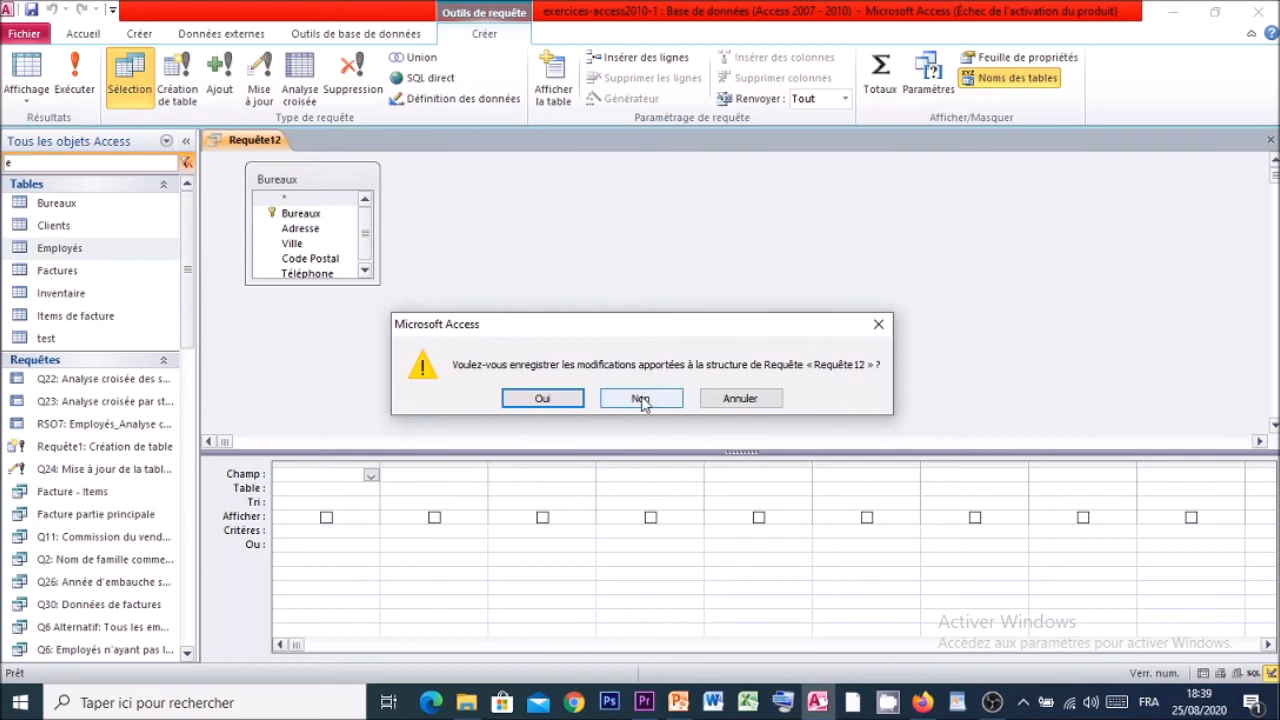 Outils de requête
exercices-access2010-1 : Base de données (Access 2007 - 2010) - Microsoft Access (Échec de l'activation du produit)
Fichier
Accueil
Créer
Données externes
Outils de base de données
Créer
Affichage
Exécuter
Résultats
Sélection
Création de table
Ajout
Mise à jour
Analyse croisée
Suppression
Union
SQL direct
Définition des données
Type de requête
Afficher la table
Insérer des lignes
Supprimer les lignes
Générateur
Insérer des colonnes
Supprimer colonnes
Renvoyer : Tout
Paramétrage de requête
Totaux
Paramètres
Feuille de propriétés
Noms des tables
Afficher/Masquer
Tous les objets Access
e
Tables
Bureaux
Clients
Employés
Factures
Inventaire
Items de facture
test
Requêtes
Q22: Analyse croisée des s...
Q23: Analyse croisée par st...
RSO7: Employés_Analyse c...
Requête1: Création de table
Q24: Mise à jour de la tabl...
Facture - Items
Facture partie principale
Q11: Commission du vend...
Q2: Nom de famille comme...
Q26: Année d'embauche s...
Q30: Données de factures
Q6 Alternatif: Tous les em...
Q6: Employés n'ayant pas l...
Requête12
Bureaux
*
Bureaux
Adresse
Ville
Code Postal
Téléphone
Microsoft Access
Voulez-vous enregistrer les modifications apportées à la structure de Requête « Requête12 » ?
Oui
Non
Annuler
Champ :
Table :
Tri :
Afficher :
Critères :
Ou :
Activer Windows
Accédez aux paramètres pour activer Windows.
Prêt
Verr. num.
SQL
Taper ici pour rechercher
FRA
18:39
25/08/2020
1